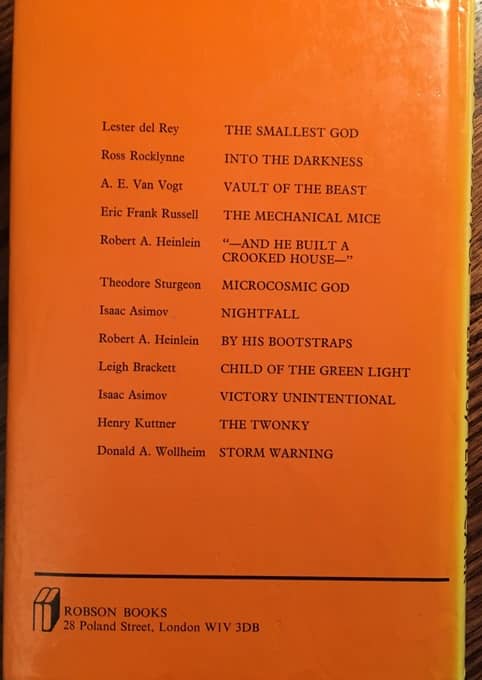 Lester del Rey THE SMALLEST GOD
Ross Rocklynne INTO THE DARKNESS
A. E. Van Vogt VAULT OF THE BEAST
Eric Frank Russell THE MECHANICAL MICE
Robert A. Heinlein “—AND HE BUILT A
CROOKED HOUSE—”
Theodore Sturgeon MICROCOSMIC GOD
Isaac Asimov NIGHTFALL
Robert A. Heinlein BY HIS BOOTSTRAPS
Leigh Brackett CHILD OF THE GREEN LIGHT
Isaac Asimov VICTORY UNINTENTIONAL
Henry Kuttner THE TWONKY
Donald A. Wollheim STORM WARNING
ROBSON BOOKS
28 Poland Street, London W1V 3DB